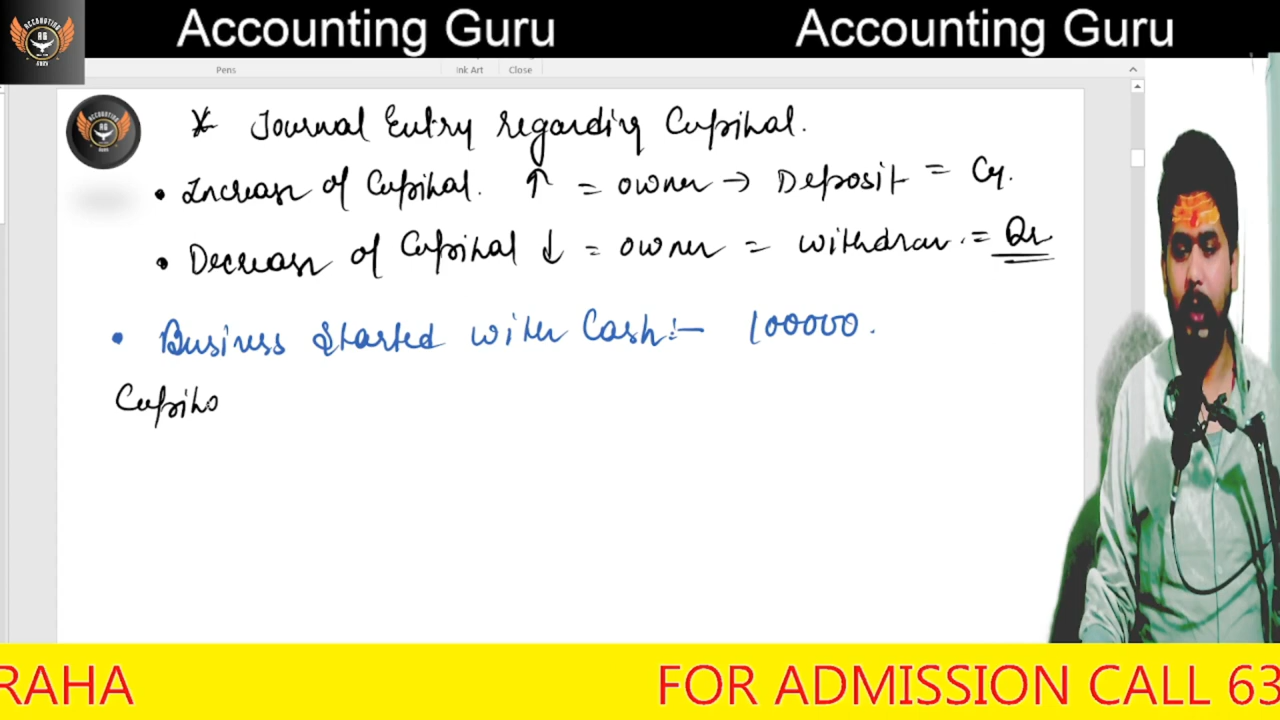 Accounting Guru Accounting Guru
Pens Ink Art Close
Journal Entry regarding Capital.
• Increase of Capital. ↑ = owner → Deposit = Cr.
• Decrease of Capital ↓ = owner = withdraw. = Dr
• Business Started with Cash:- 100000.
Capita
RAHA FOR ADMISSION CALL 63